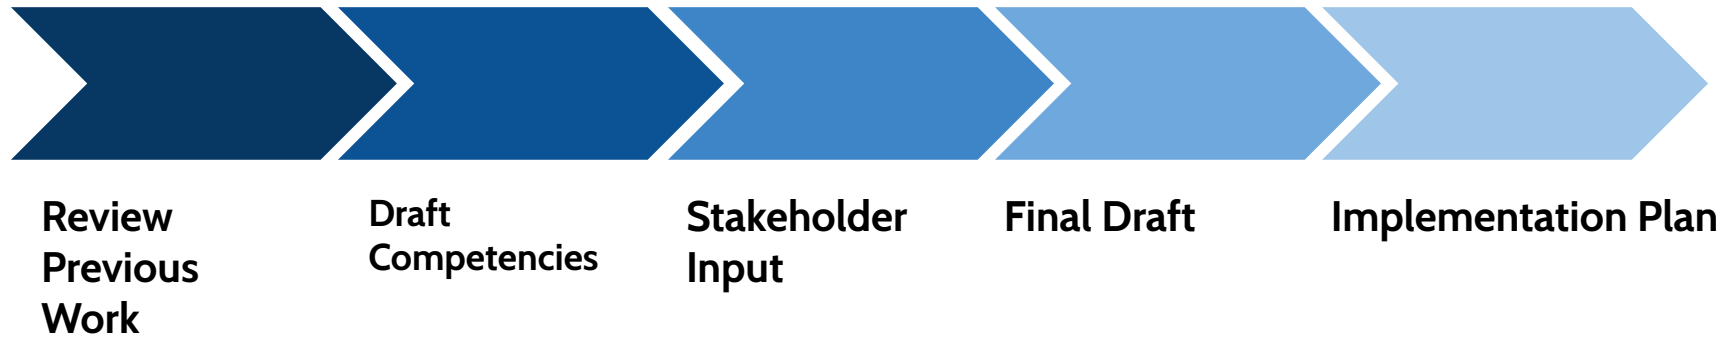 Review
Previous
Work
Draft
Competencies
Stakeholder
Input
Final Draft
Implementation Plan